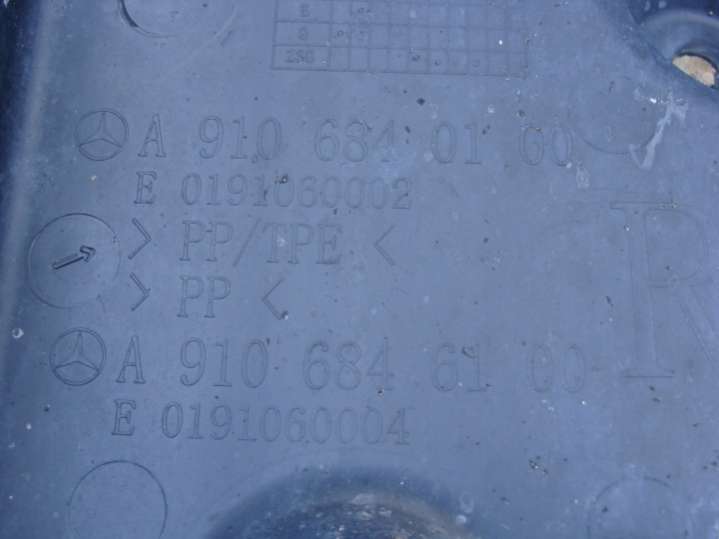 A 910 684 01 00
E 0191060002
> PP/TPE <
> PP <
R
A 910 684 61 00
E 0191060004